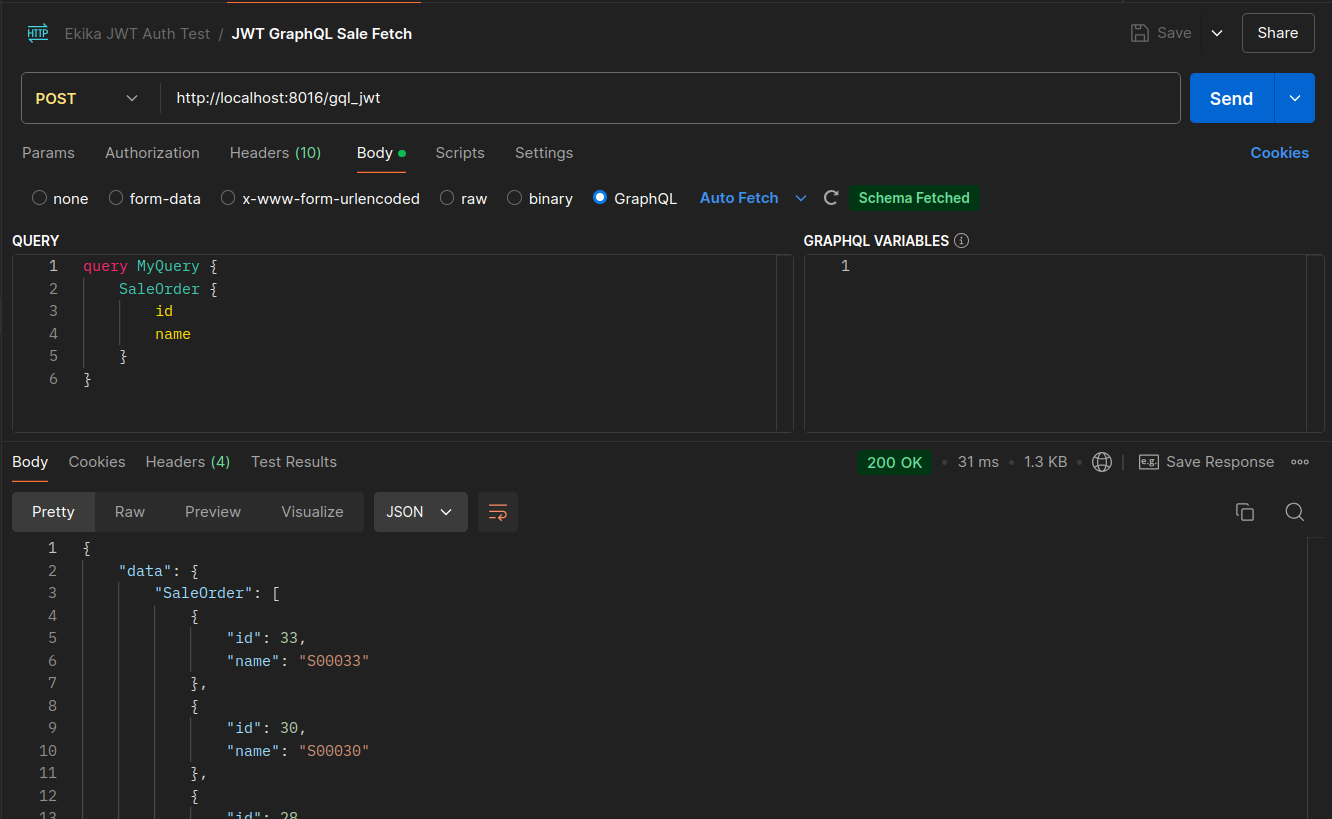 HTTP Ekika JWT Auth Test / JWT GraphQL Sale Fetch Save Share
POST http://localhost:8016/gql_jwt Send
Params Authorization Headers (10) Body Scripts Settings Cookies
none form-data x-www-form-urlencoded raw binary GraphQL Auto Fetch Schema Fetched
QUERY
1 query MyQuery {
2 SaleOrder {
3 id
4 name
5 }
6 }
GRAPHQL VARIABLES
1
Body Cookies Headers (4) Test Results 200 OK • 31 ms • 1.3 KB • e.g. Save Response
Pretty Raw Preview Visualize JSON
1 {
2 "data": {
3 "SaleOrder": [
4 {
5 "id": 33,
6 "name": "S00033"
7 },
8 {
9 "id": 30,
10 "name": "S00030"
11 },
12 {
13 "id": 28